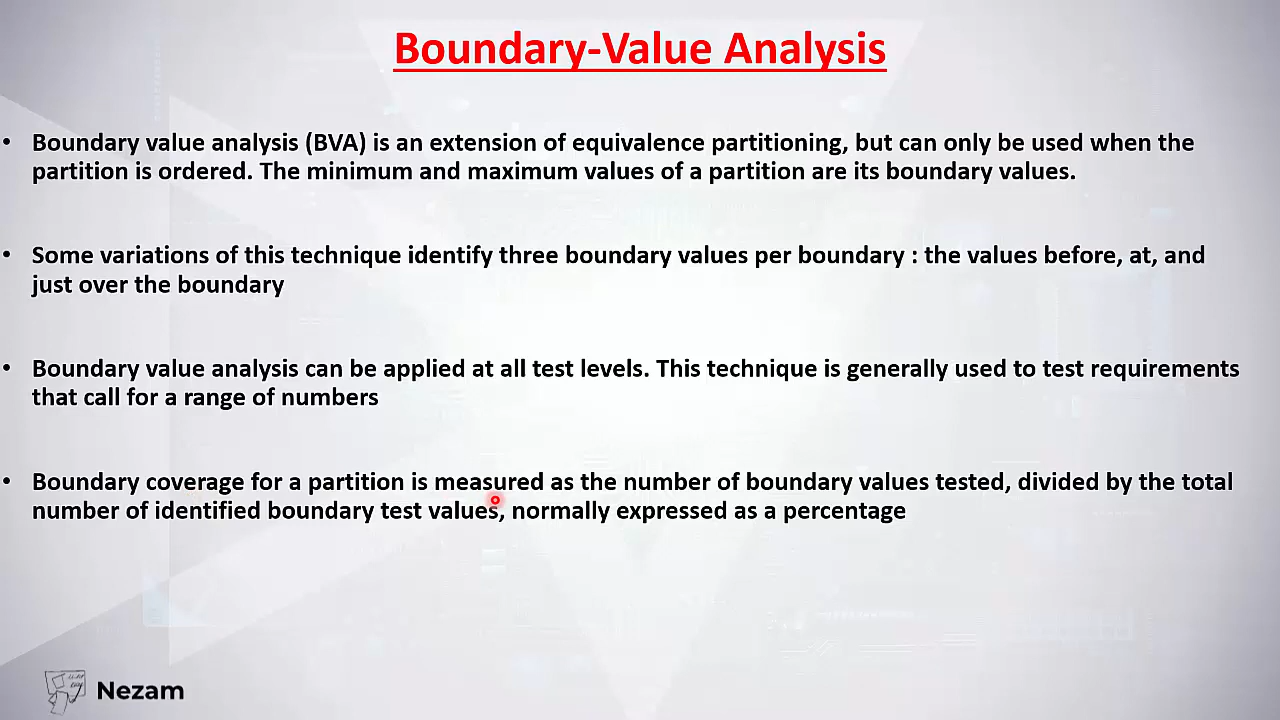 Boundary-Value Analysis
• Boundary value analysis (BVA) is an extension of equivalence partitioning, but can only be used when the
partition is ordered. The minimum and maximum values of a partition are its boundary values.
• Some variations of this technique identify three boundary values per boundary : the values before, at, and
just over the boundary
• Boundary value analysis can be applied at all test levels. This technique is generally used to test requirements
that call for a range of numbers
• Boundary coverage for a partition is measured as the number of boundary values tested, divided by the total
number of identified boundary test values, normally expressed as a percentage
Nezam